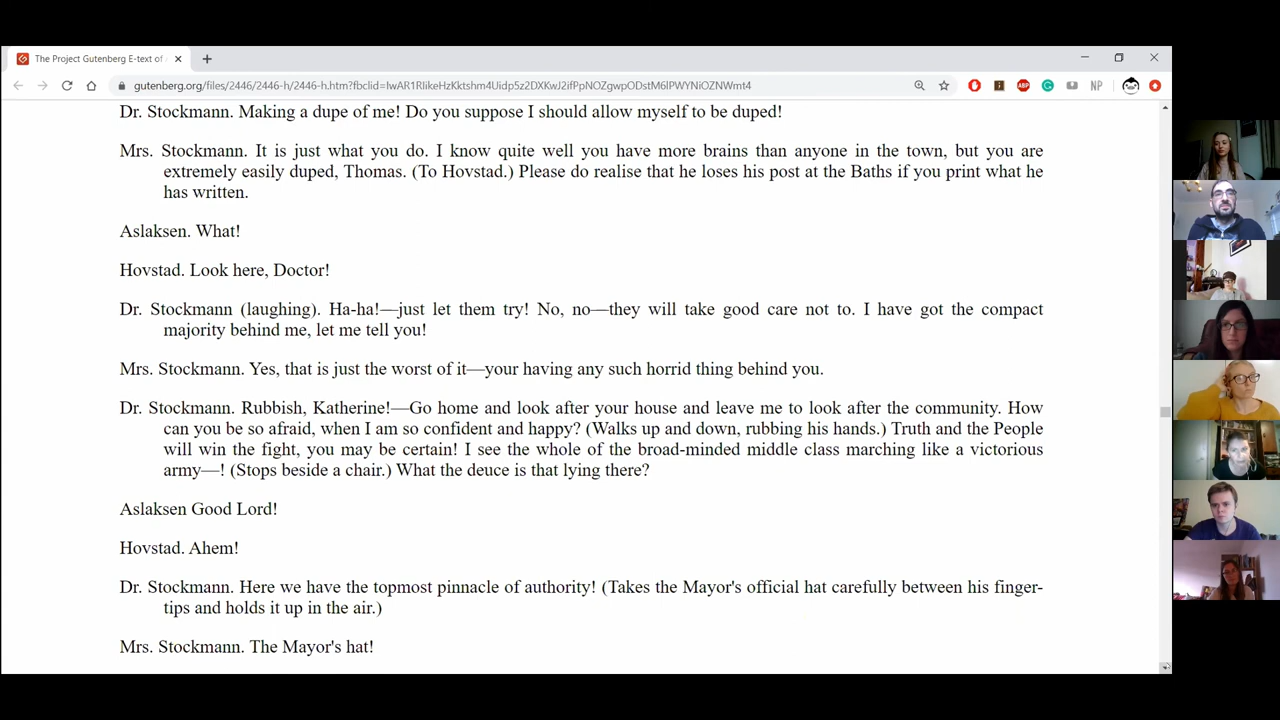 The Project Gutenberg E-text of
gutenberg.org/files/2446/2446-h/2446-h.htm?fbclid=IwAR1RIikeHzKktshm4Uidp5z2DXKwJ2ifPpNOZgwpODstM6lPWYNiOZNWmt4
ABP
NP
Dr. Stockmann. Making a dupe of me! Do you suppose I should allow myself to be duped!
Mrs. Stockmann. It is just what you do. I know quite well you have more brains than anyone in the town, but you are
extremely easily duped, Thomas. (To Hovstad.) Please do realise that he loses his post at the Baths if you print what he
has written.
Aslaksen. What!
Hovstad. Look here, Doctor!
Dr. Stockmann (laughing). Ha-ha!—just let them try! No, no—they will take good care not to. I have got the compact
majority behind me, let me tell you!
Mrs. Stockmann. Yes, that is just the worst of it—your having any such horrid thing behind you.
Dr. Stockmann. Rubbish, Katherine!—Go home and look after your house and leave me to look after the community. How
can you be so afraid, when I am so confident and happy? (Walks up and down, rubbing his hands.) Truth and the People
will win the fight, you may be certain! I see the whole of the broad-minded middle class marching like a victorious
army—! (Stops beside a chair.) What the deuce is that lying there?
Aslaksen Good Lord!
Hovstad. Ahem!
Dr. Stockmann. Here we have the topmost pinnacle of authority! (Takes the Mayor's official hat carefully between his finger-
tips and holds it up in the air.)
Mrs. Stockmann. The Mayor's hat!